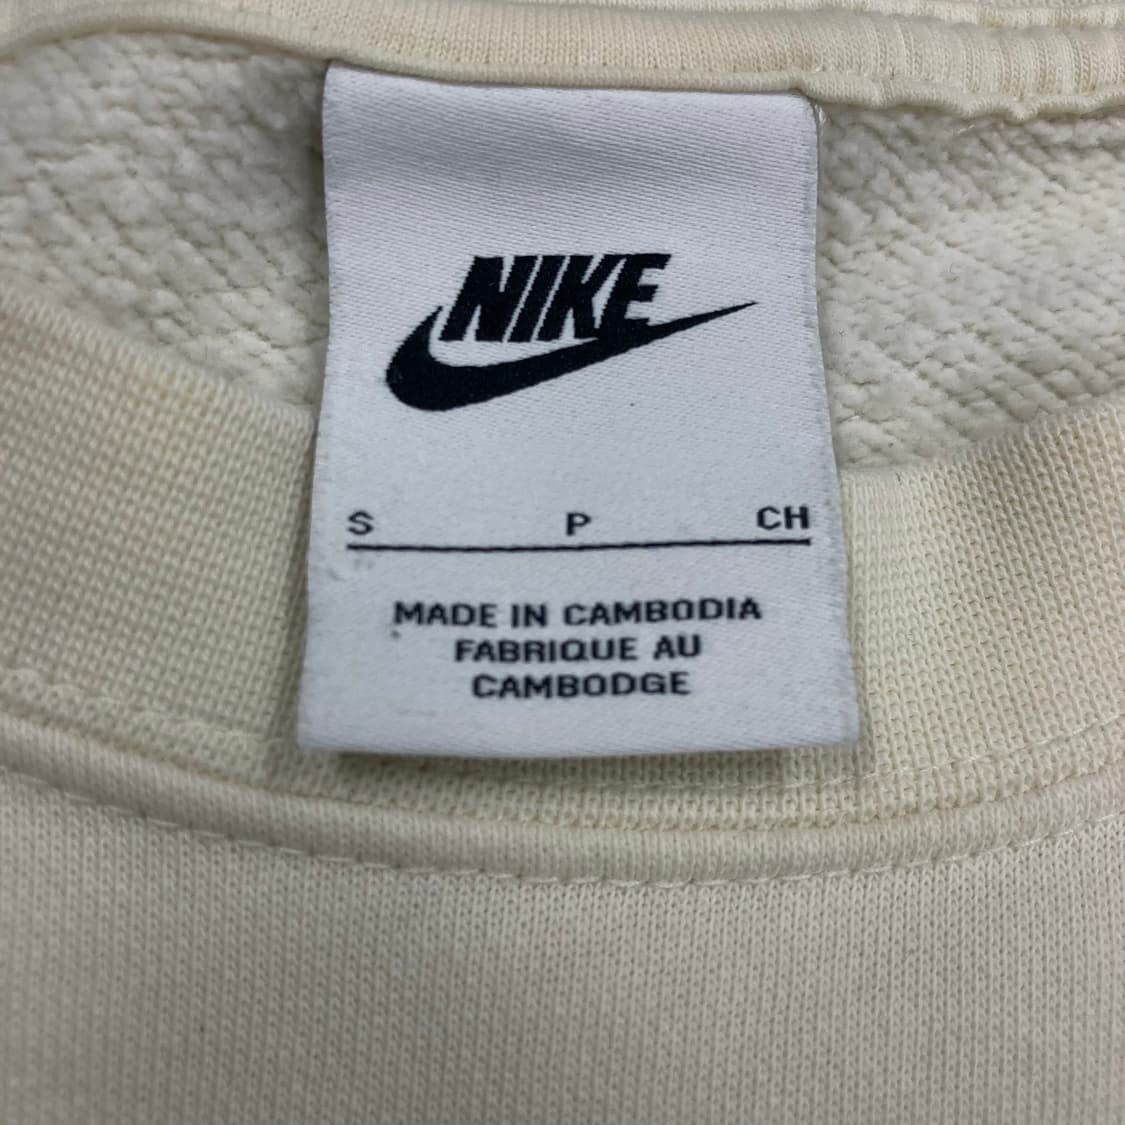 NIKE
S P CH
MADE IN CAMBODIA
FABRIQUE AU
CAMBODGE